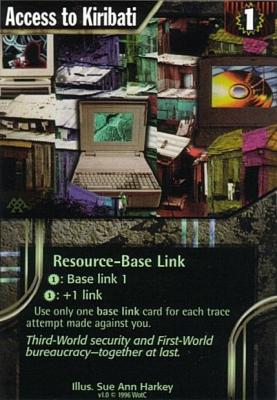 Access to Kiribati
1
Resource-Base Link
1: Base link 1
1: +1 link
Use only one base link card for each trace
attempt made against you.
Third-World security and First-World
bureaucracy—together at last.
Illus. Sue Ann Harkey
v1.0 © 1996 WotC